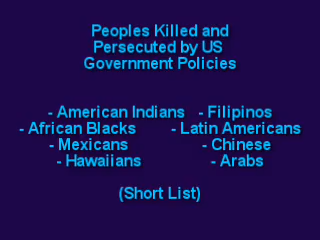 Peoples Killed and
Persecuted by US
Government Policies
- American Indians - Filipinos
- African Blacks - Latin Americans
- Mexicans - Chinese
- Hawaiians - Arabs
(Short List)